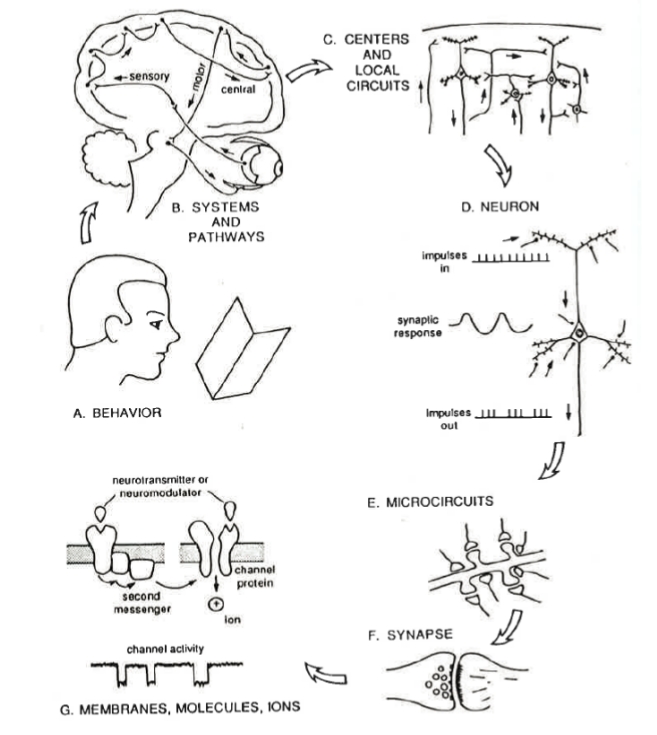 sensory
motor
central
B. SYSTEMS
AND
PATHWAYS
C. CENTERS
AND
LOCAL
CIRCUITS
A. BEHAVIOR
D. NEURON
impulses
in
synaptic
response
impulses
out
E. MICROCIRCUITS
F. SYNAPSE
neurotransmitter or
neuromodulator
channel
protein
second
messenger
+
ion
channel activity
G. MEMBRANES, MOLECULES, IONS